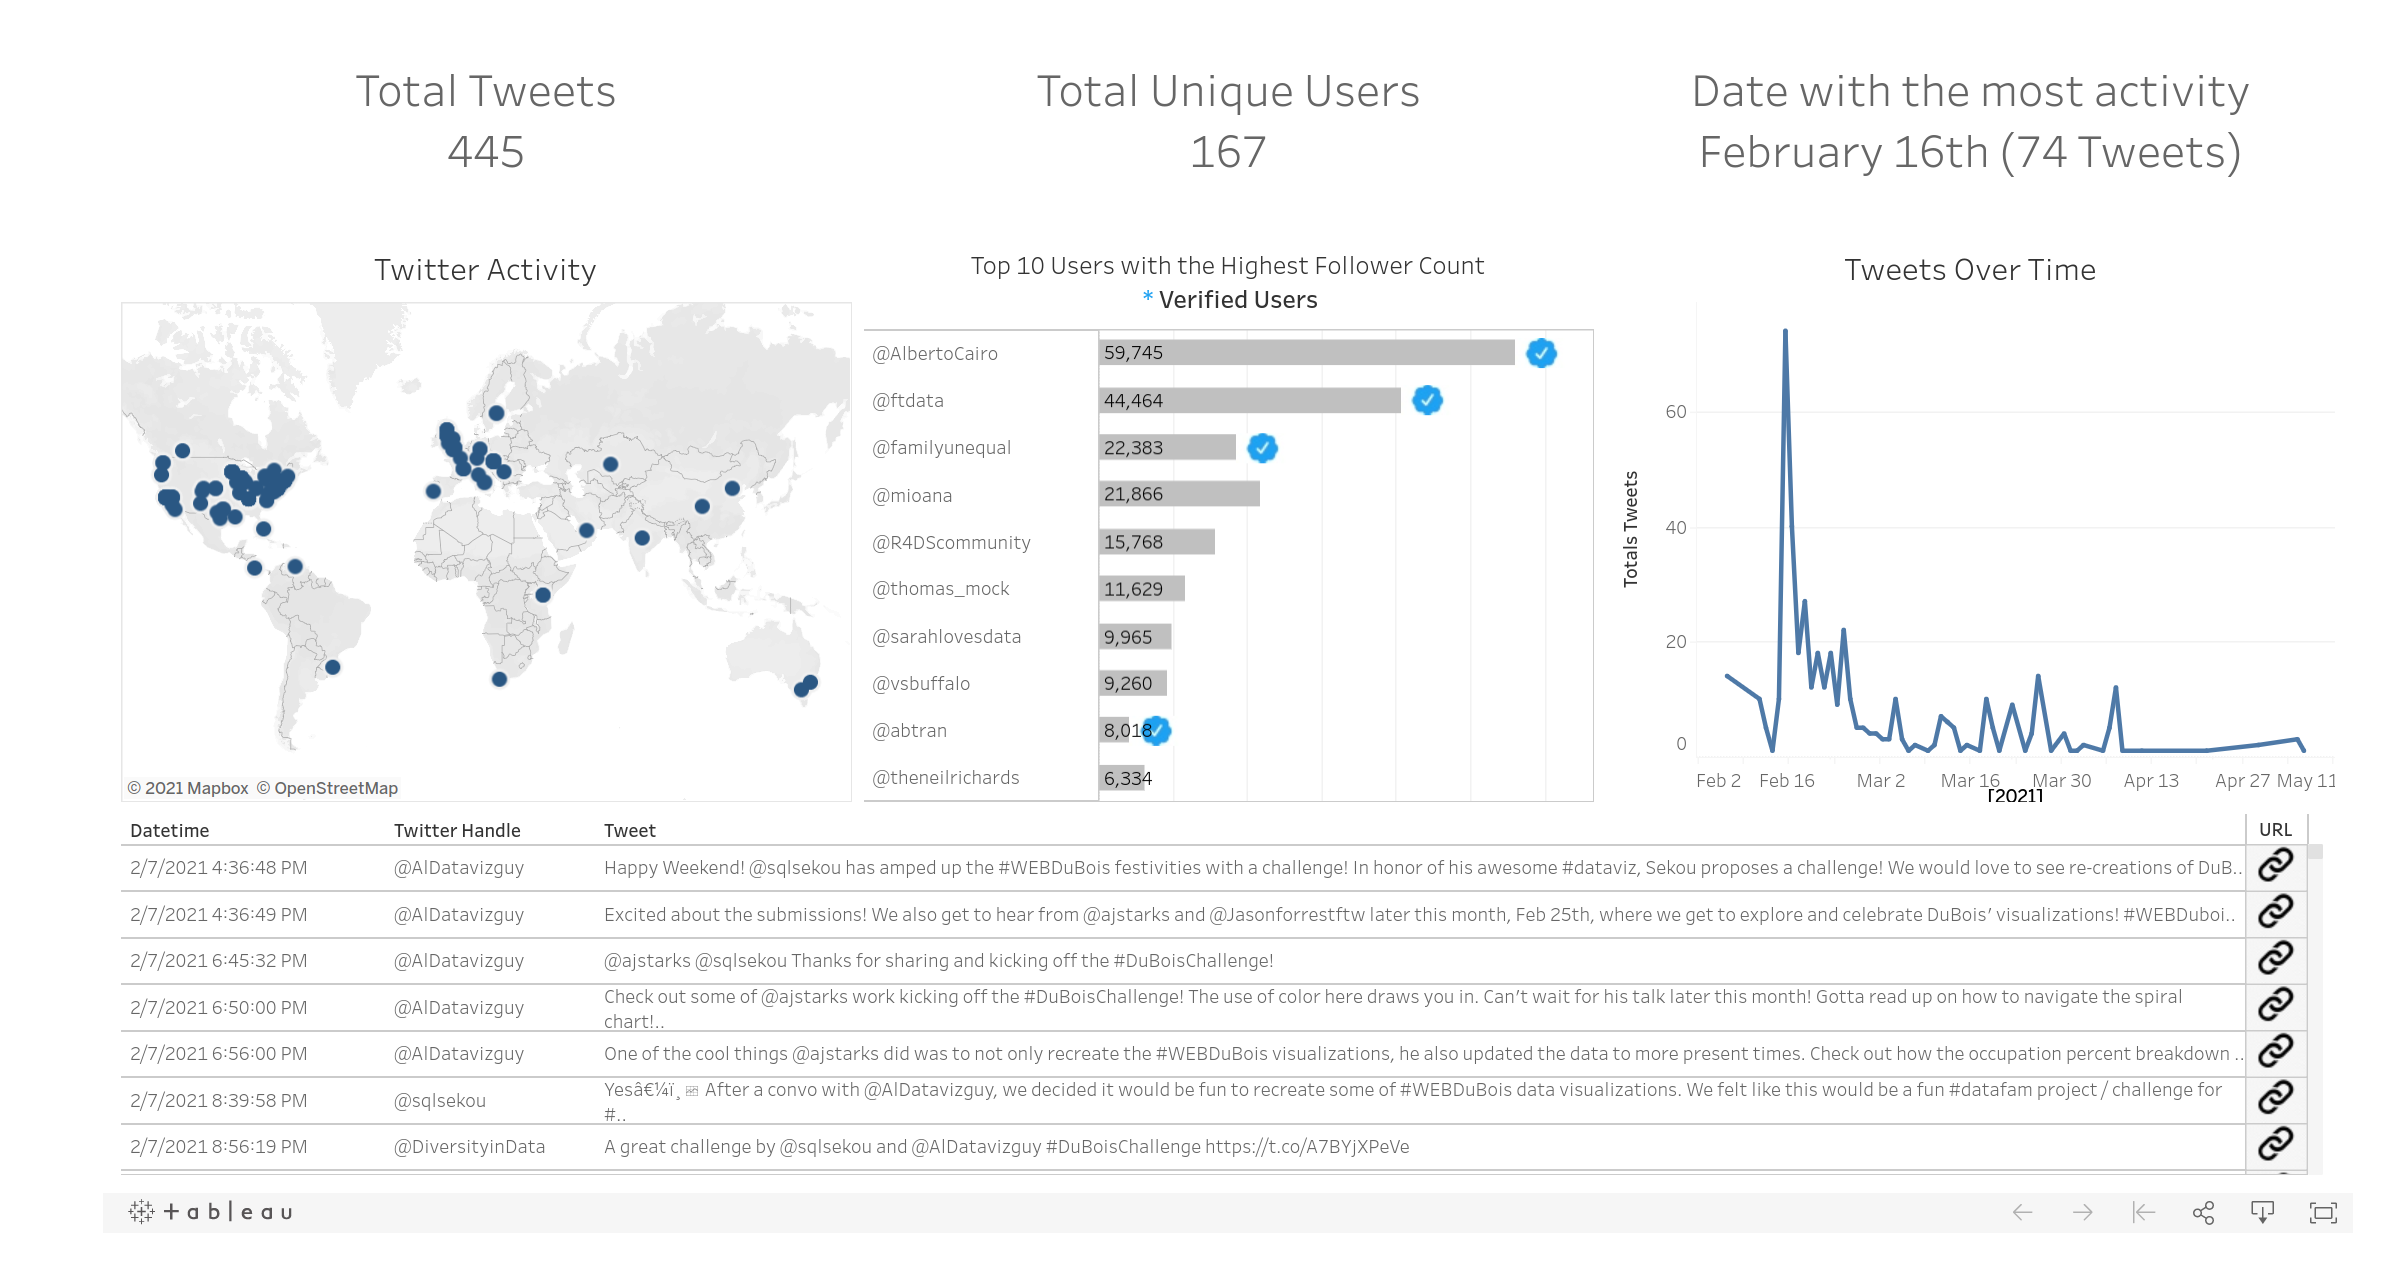 Total Tweets
445
Total Unique Users
167
Date with the most activity
February 16th (74 Tweets)
Twitter Activity
© 2021 Mapbox © OpenStreetMap
Top 10 Users with the Highest Follower Count
* Verified Users
@AlbertoCairo 59,745
@ftdata 44,464
@familyunequal 22,383
@mioana 21,866
@R4DScommunity 15,768
@thomas_mock 11,629
@sarahlovesdata 9,965
@vsbuffalo 9,260
@abtran 8,018
@theneilrichards 6,334
Tweets Over Time
Totals Tweets
60
40
20
0
Feb 2 Feb 16 Mar 2 Mar 16 Mar 30 Apr 13 Apr 27 May 11
[2021]
Datetime Twitter Handle Tweet URL
2/7/2021 4:36:48 PM @AlDatavizguy Happy Weekend! @sqlsekou has amped up the #WEBDuBois festivities with a challenge! In honor of his awesome #dataviz, Sekou proposes a challenge! We would love to see re-creations of DuB..
2/7/2021 4:36:49 PM @AlDatavizguy Excited about the submissions! We also get to hear from @ajstarks and @Jasonforrestftw later this month, Feb 25th, where we get to explore and celebrate DuBois’ visualizations! #WEBDuboi..
2/7/2021 6:45:32 PM @AlDatavizguy @ajstarks @sqlsekou Thanks for sharing and kicking off the #DuBoisChallenge!
2/7/2021 6:50:00 PM @AlDatavizguy Check out some of @ajstarks work kicking off the #DuBoisChallenge! The use of color here draws you in. Can’t wait for his talk later this month! Gotta read up on how to navigate the spiral
chart!..
2/7/2021 6:56:00 PM @AlDatavizguy One of the cool things @ajstarks did was to not only recreate the #WEBDuBois visualizations, he also updated the data to more present times. Check out how the occupation percent breakdown ..
2/7/2021 8:39:58 PM @sqlsekou Yesâ€¼ï¸ After a convo with @AlDatavizguy, we decided it would be fun to recreate some of #WEBDuBois data visualizations. We felt like this would be a fun #datafam project / challenge for
#..
2/7/2021 8:56:19 PM @DiversityinData A great challenge by @sqlsekou and @AlDatavizguy #DuBoisChallenge https://t.co/A7BYjXPeVe
+ableau